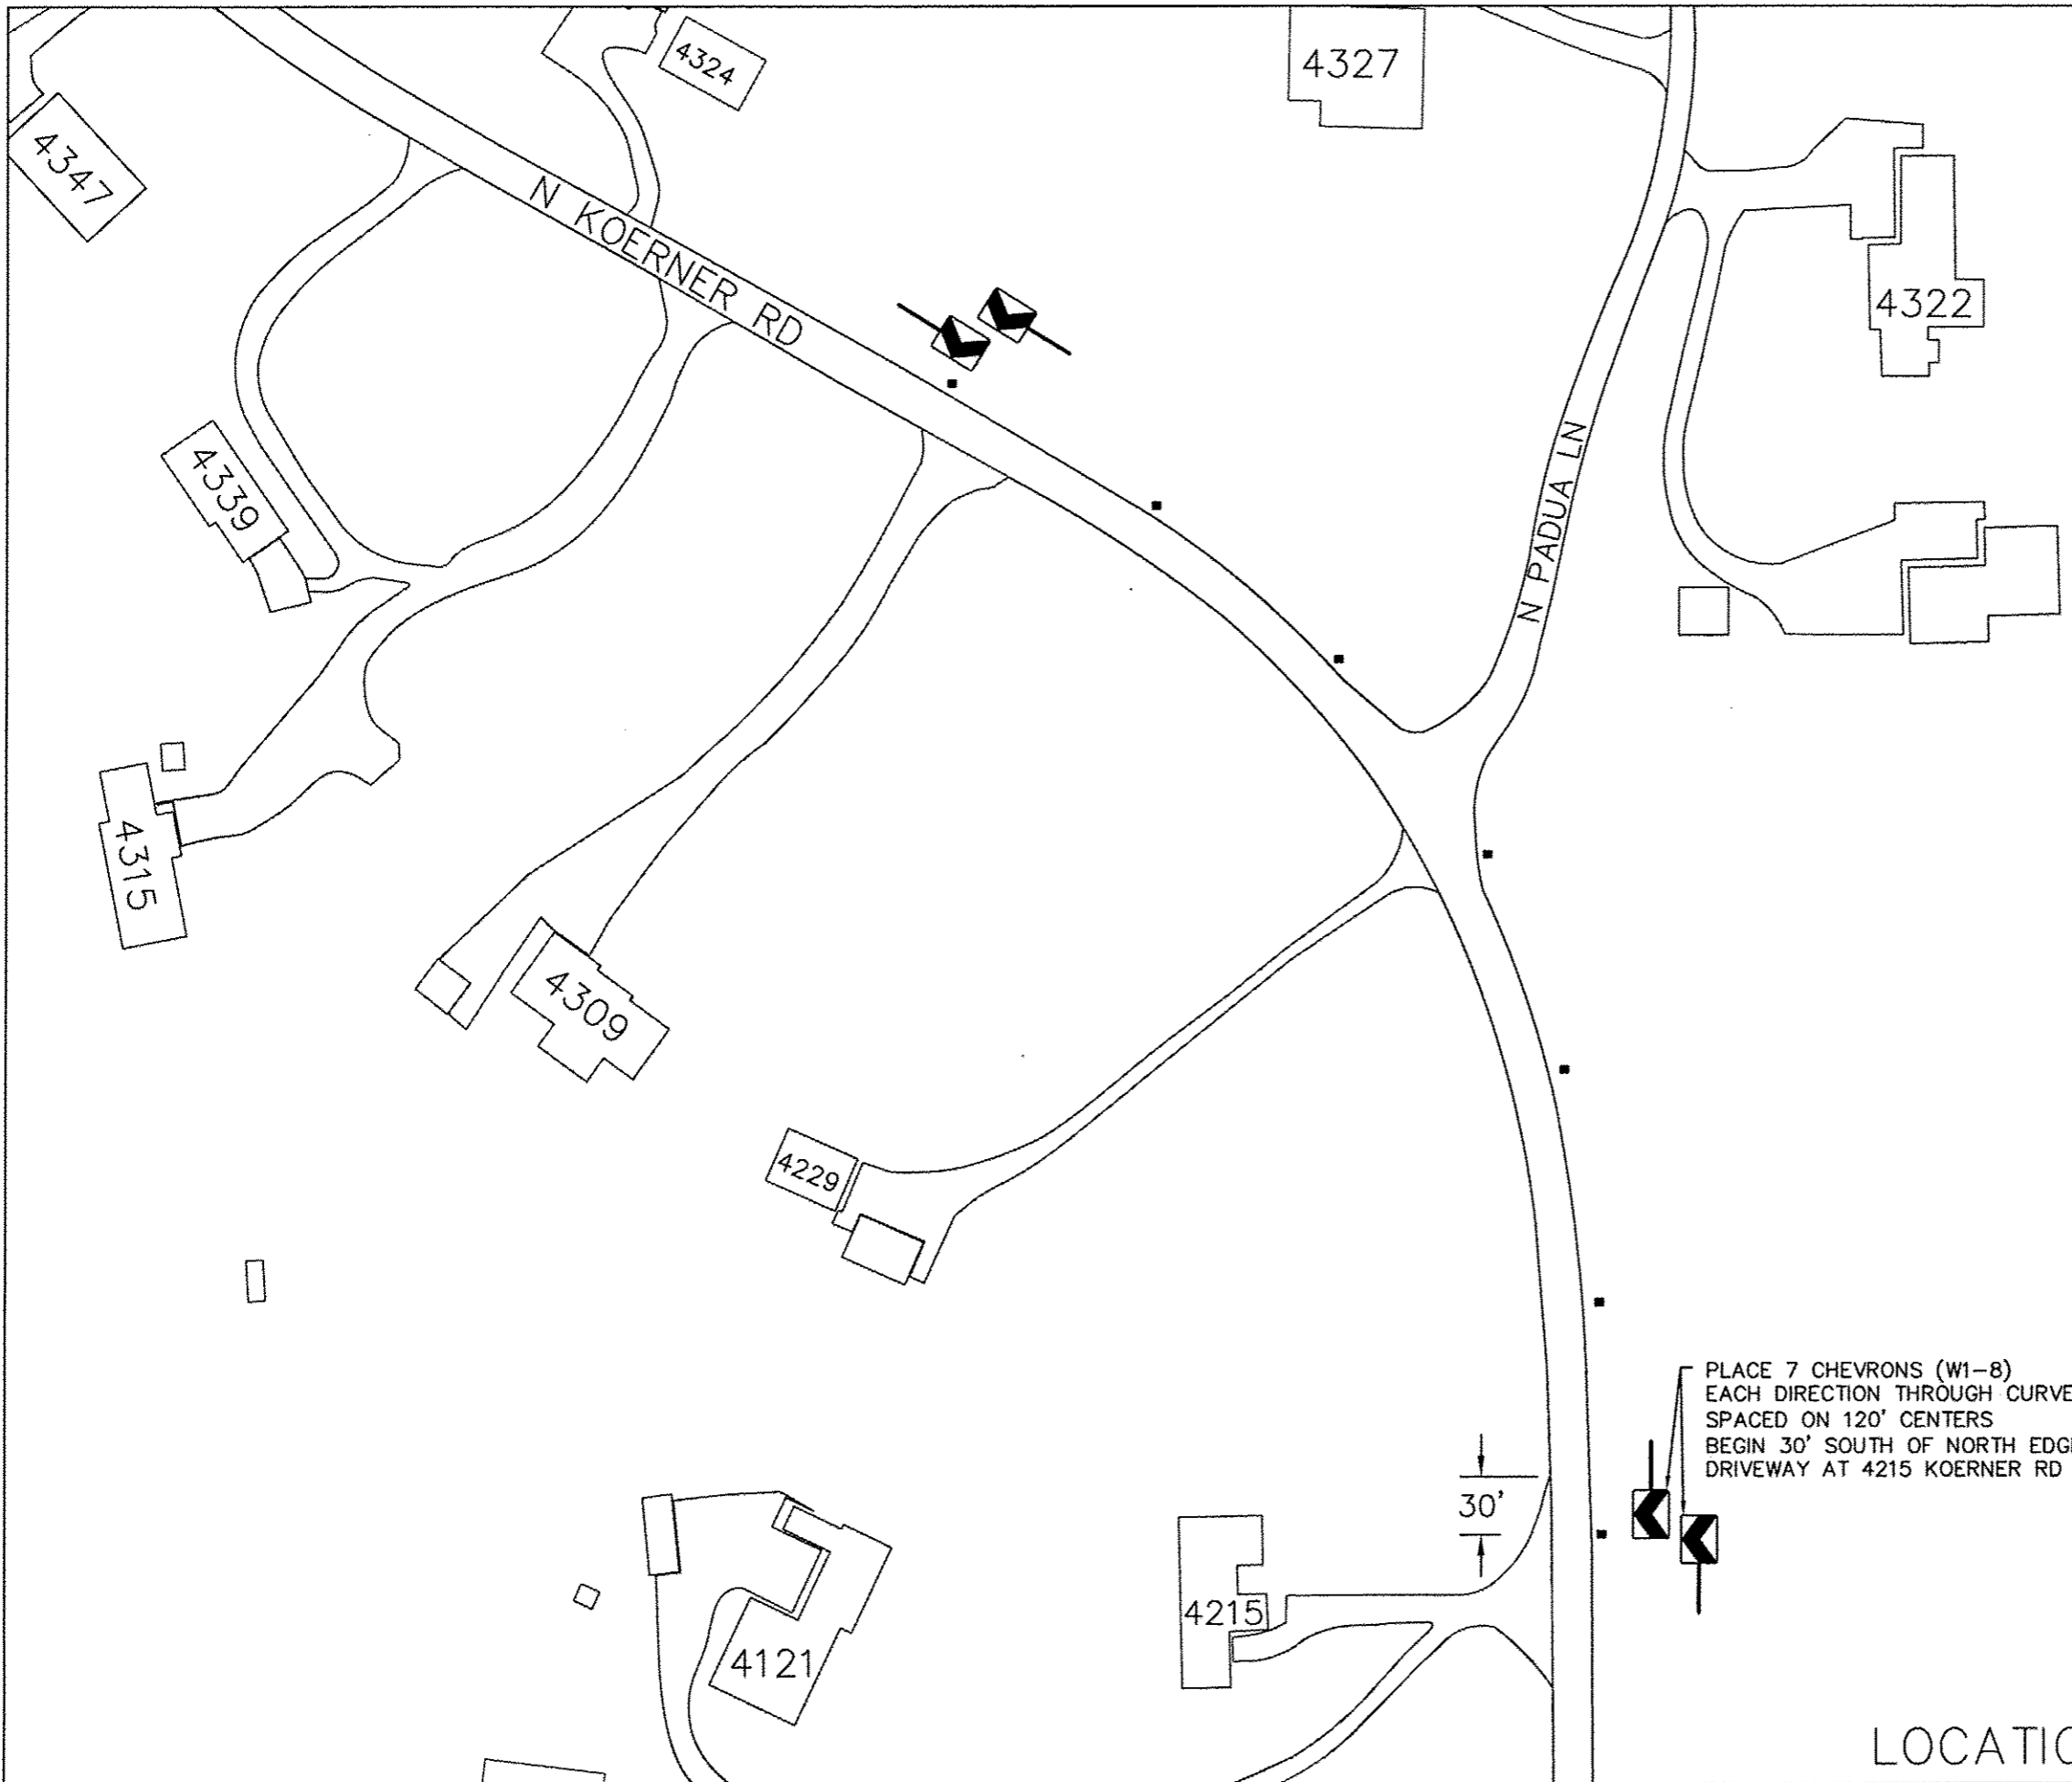 4324
4327
4347
N KOERNER RD
4322
4339
N PADUA LN
4315
4309
4229
PLACE 7 CHEVRONS (W1-8)
EACH DIRECTION THROUGH CURVE
SPACED ON 120' CENTERS
BEGIN 30' SOUTH OF NORTH
DRIVEWAY AT 4215 KOERNER RD
30'
4215
4121